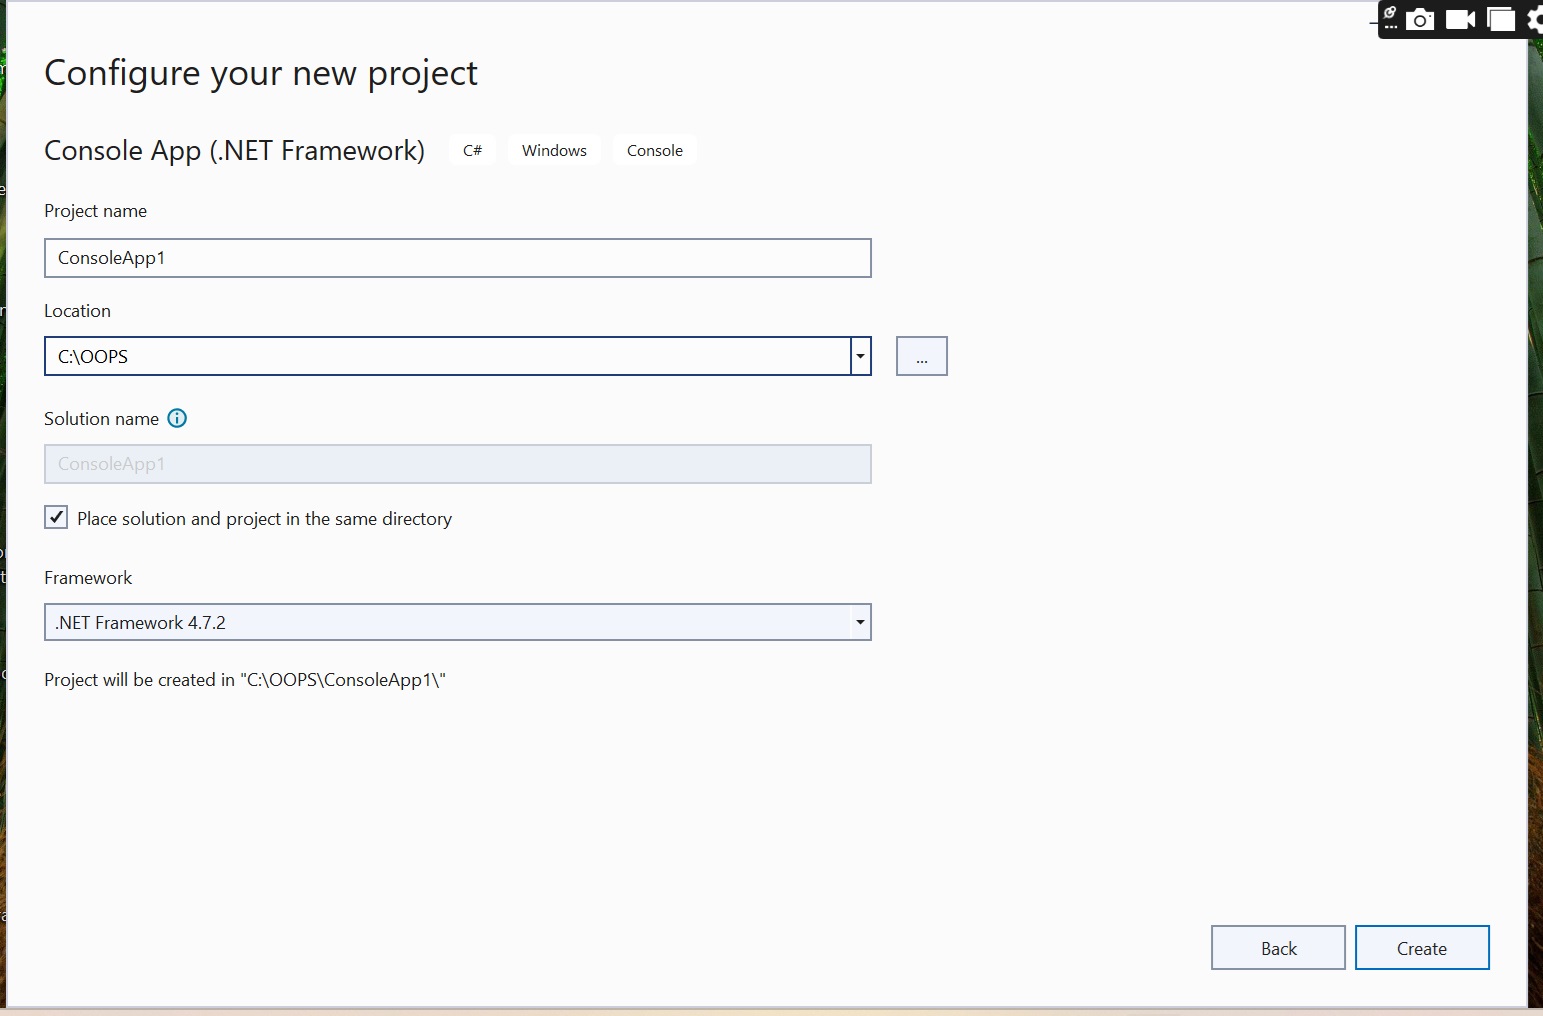 Configure your new project
Console App (.NET Framework) C# Windows Console
Project name
ConsoleApp1
Location
C:\OOPS
...
Solution name
ConsoleApp1
Place solution and project in the same directory
Framework
.NET Framework 4.7.2
Project will be created in "C:\OOPS\ConsoleApp1\"
Back Create